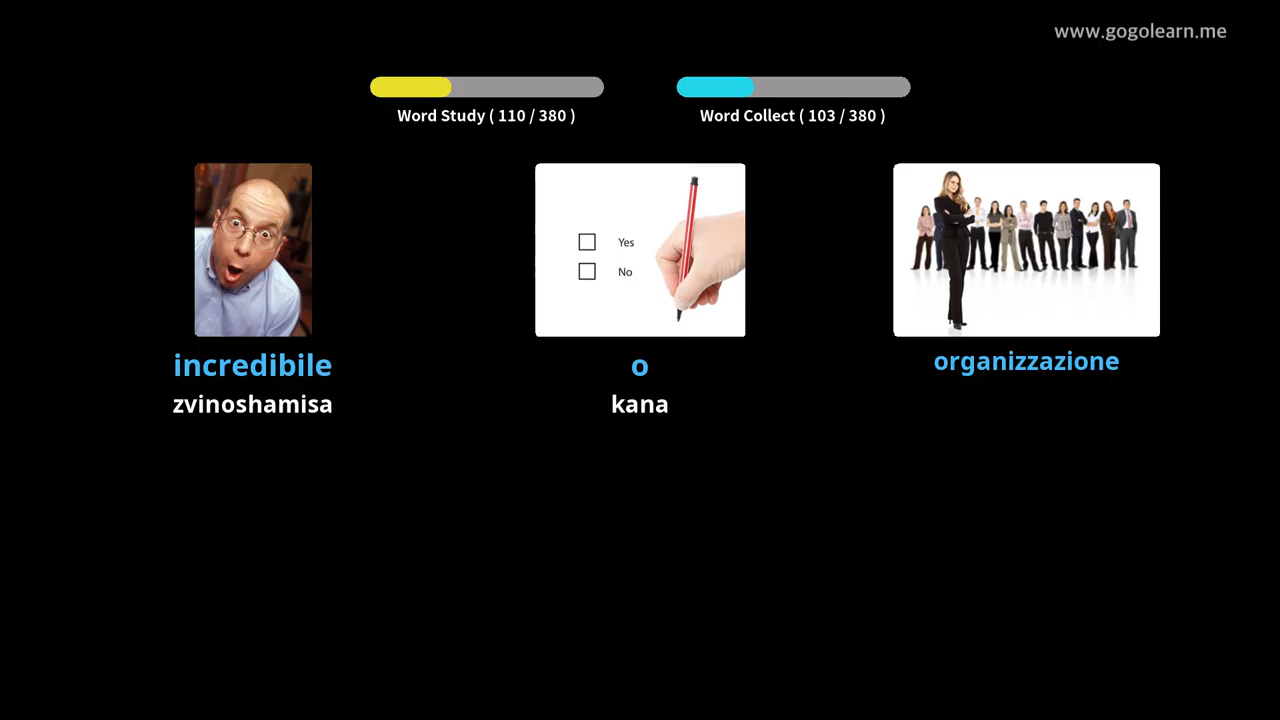 www.gogolearn.me
Word Study ( 110 / 380 )
Word Collect ( 103 / 380 )
Yes
No
incredibile
zvinoshamisa
o
kana
organizzazione